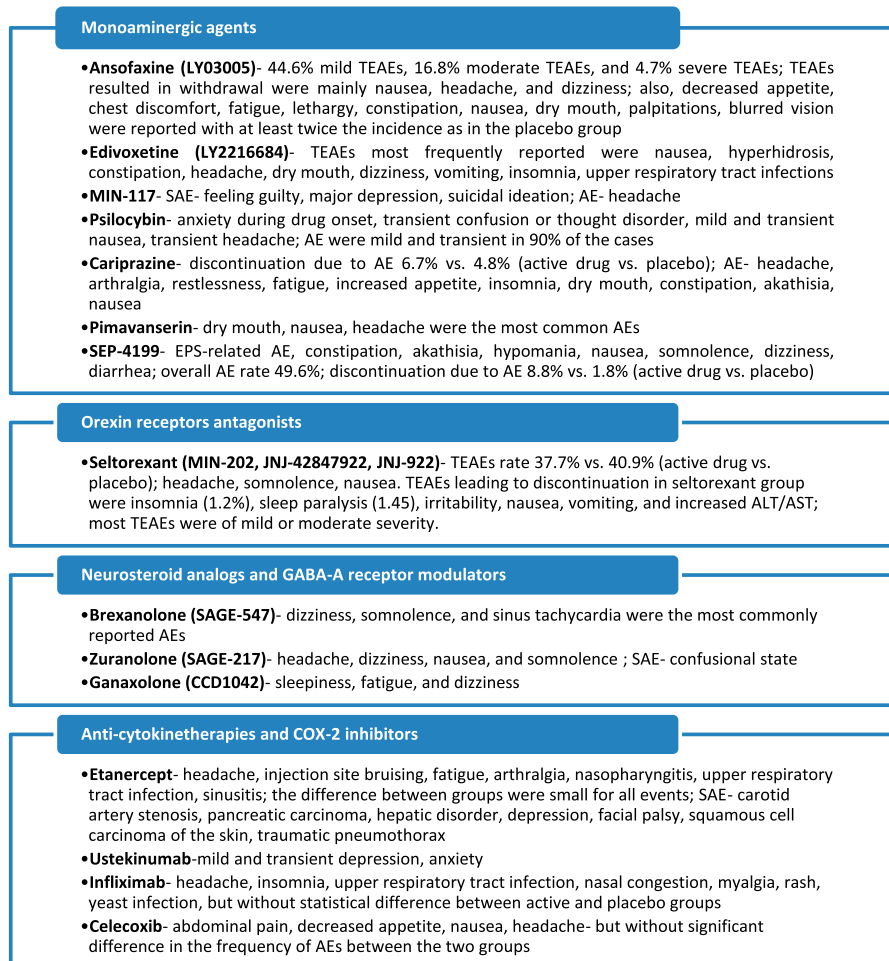 Monoaminergic agents
•Ansofaxine (LY03005)- 44.6% mild TEAEs, 16.8% moderate TEAEs, and 4.7% severe TEAEs; TEAEs
resulted in withdrawal were mainly nausea, headache, and dizziness; also, decreased appetite,
chest discomfort, fatigue, lethargy, constipation, nausea, dry mouth, palpitations, blurred vision
were reported with at least twice the incidence as in the placebo group
•Edivoxetine (LY2216684)- TEAEs most frequently reported were nausea, hyperhidrosis,
constipation, headache, dry mouth, dizziness, vomiting, insomnia, upper respiratory tract infections
•MIN-117- SAE- feeling guilty, major depression, suicidal ideation; AE- headache
•Psilocybin- anxiety during drug onset, transient confusion or thought disorder, mild and transient
nausea, transient headache; AE were mild and transient in 90% of the cases
•Cariprazine- discontinuation due to AE 6.7% vs. 4.8% (active drug vs. placebo); AE- headache,
arthralgia, restlessness, fatigue, increased appetite, insomnia, dry mouth, constipation, akathisia,
nausea
•Pimavanserin- dry mouth, nausea, headache were the most common AEs
•SEP-4199- EPS-related AE, constipation, akathisia, hypomania, nausea, somnolence, dizziness,
diarrhea; overall AE rate 49.6%; discontinuation due to AE 8.8% vs. 1.8% (active drug vs. placebo)
Orexin receptors antagonists
•Seltorexant (MIN-202, JNJ-42847922, JNJ-922)- TEAEs rate 37.7% vs. 40.9% (active drug vs.
placebo); headache, somnolence, nausea. TEAEs leading to discontinuation in seltorexant group
were insomnia (1.2%), sleep paralysis (1.45), irritability, nausea, vomiting, and increased ALT/AST;
most TEAEs were of mild or moderate severity.
Neurosteroid analogs and GABA-A receptor modulators
•Brexanolone (SAGE-547)- dizziness, somnolence, and sinus tachycardia were the most commonly
reported AEs
•Zuranolone (SAGE-217)- headache, dizziness, nausea, and somnolence ; SAE- confusional state
•Ganaxolone (CCD1042)- sleepiness, fatigue, and dizziness
Anti-cytokinetherapies and COX-2 inhibitors
•Etanercept- headache, injection site bruising, fatigue, arthralgia, nasopharyngitis, upper respiratory
tract infection, sinusitis; the difference between groups were small for all events; SAE- carotid
artery stenosis, pancreatic carcinoma, hepatic disorder, depression, facial palsy, squamous cell
carcinoma of the skin, traumatic pneumothorax
•Ustekinumab-mild and transient depression, anxiety
•Infliximab- headache, insomnia, upper respiratory tract infection, nasal congestion, myalgia, rash,
yeast infection, but without statistical difference between active and placebo groups
•Celecoxib- abdominal pain, decreased appetite, nausea, headache- but without significant
difference in the frequency of AEs between the two groups